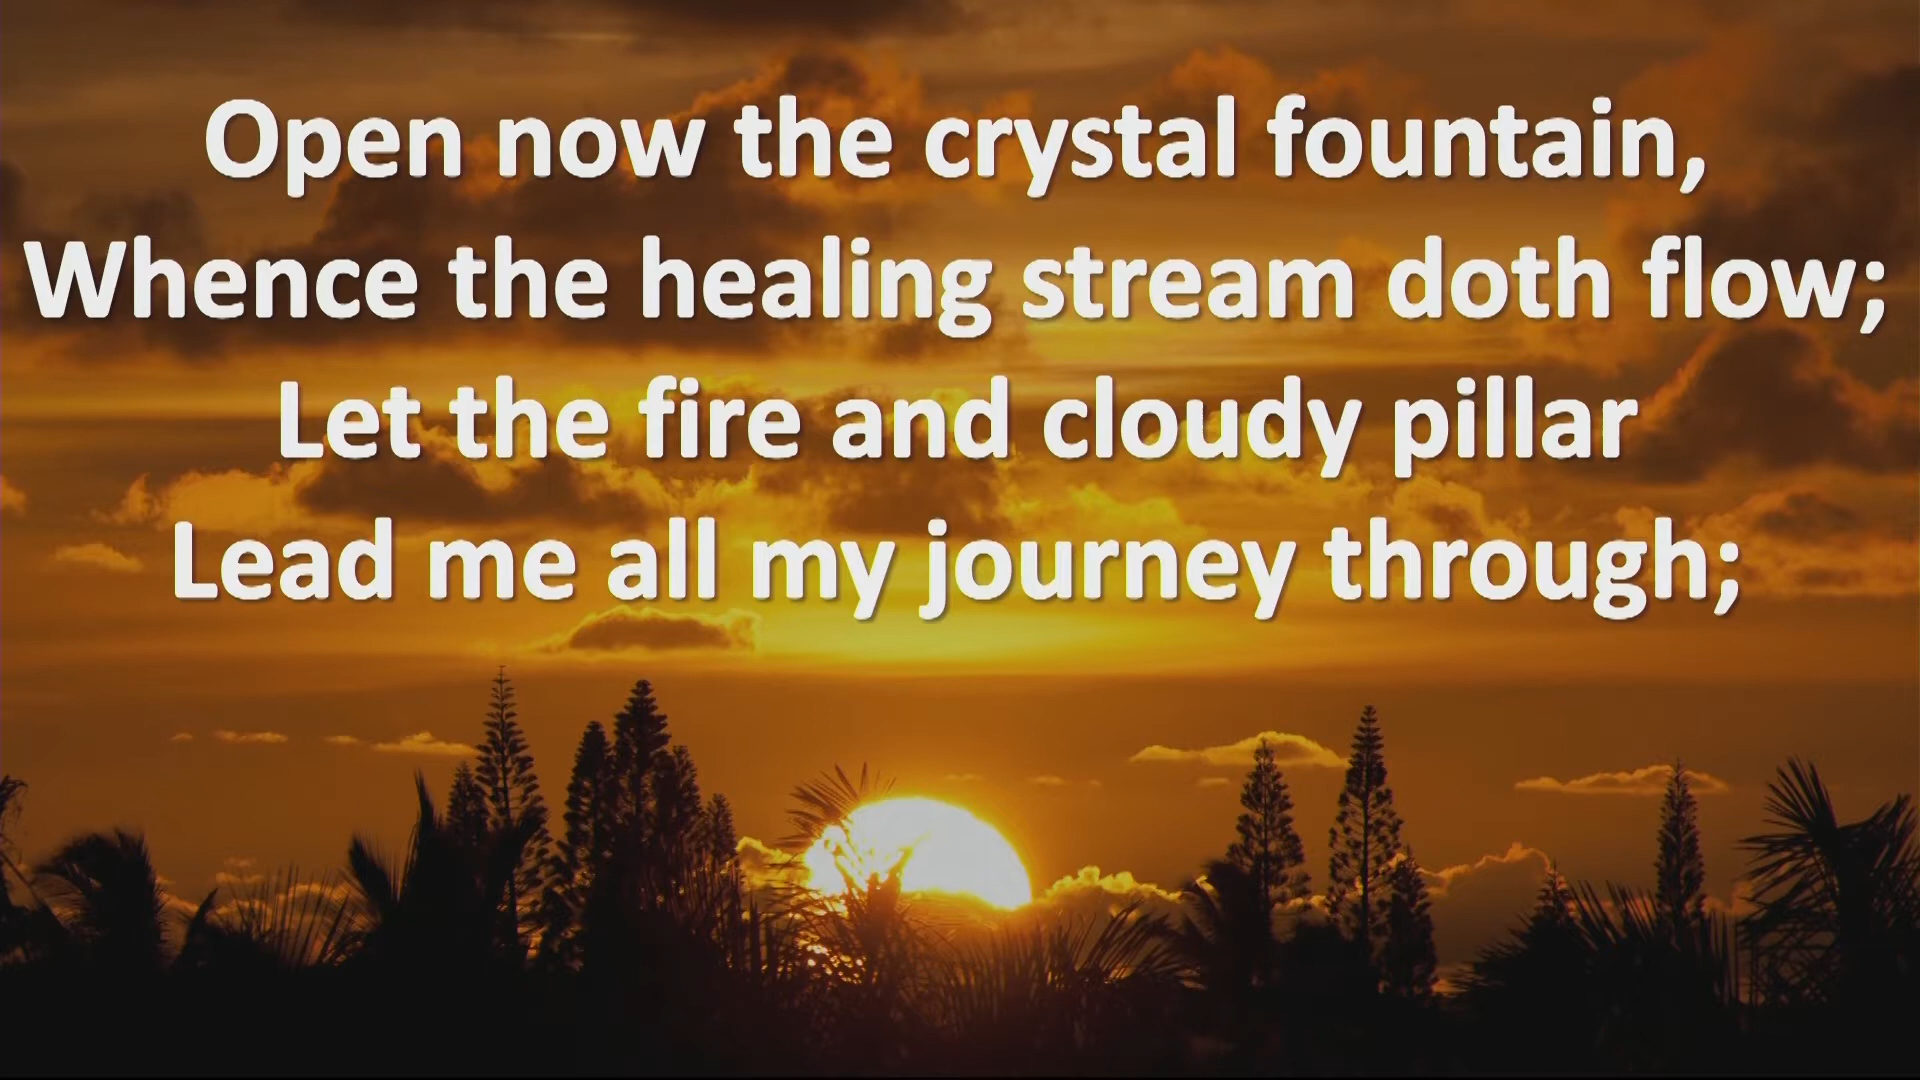 Open now the crystal fountain,
Whence the healing stream doth flow;
Let the fire and cloudy pillar
Lead me all my journey through;